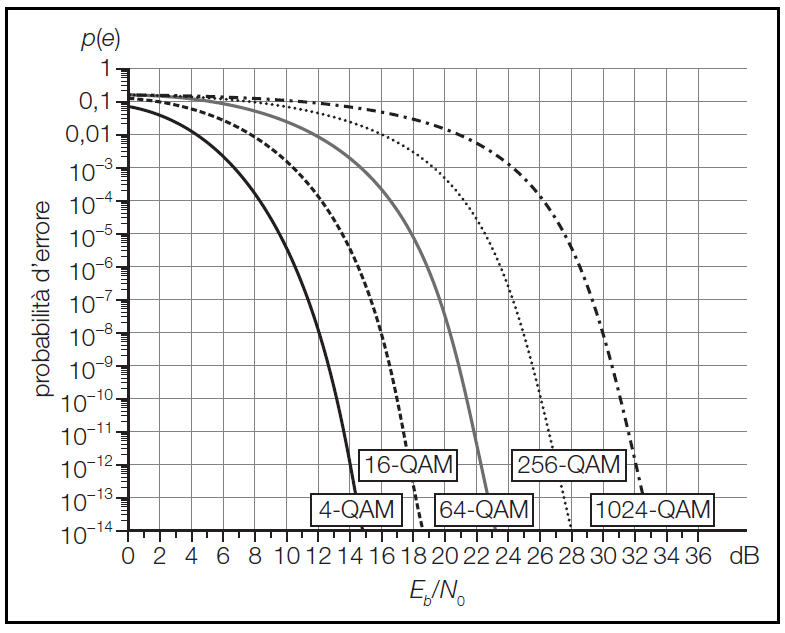 p(e)
1
0,1
0,01
10⁻³
10⁻⁴
10⁻⁵
10⁻⁶
10⁻⁷
10⁻⁸
10⁻⁹
10⁻¹⁰
10⁻¹¹
10⁻¹²
10⁻¹³
10⁻¹⁴
probabilità d'errore
16-QAM
256-QAM
4-QAM
64-QAM
1024-QAM
0 2 4 6 8 10 12 14 16 18 20 22 24 26 28 30 32 34 36 dB
E_b/N₀